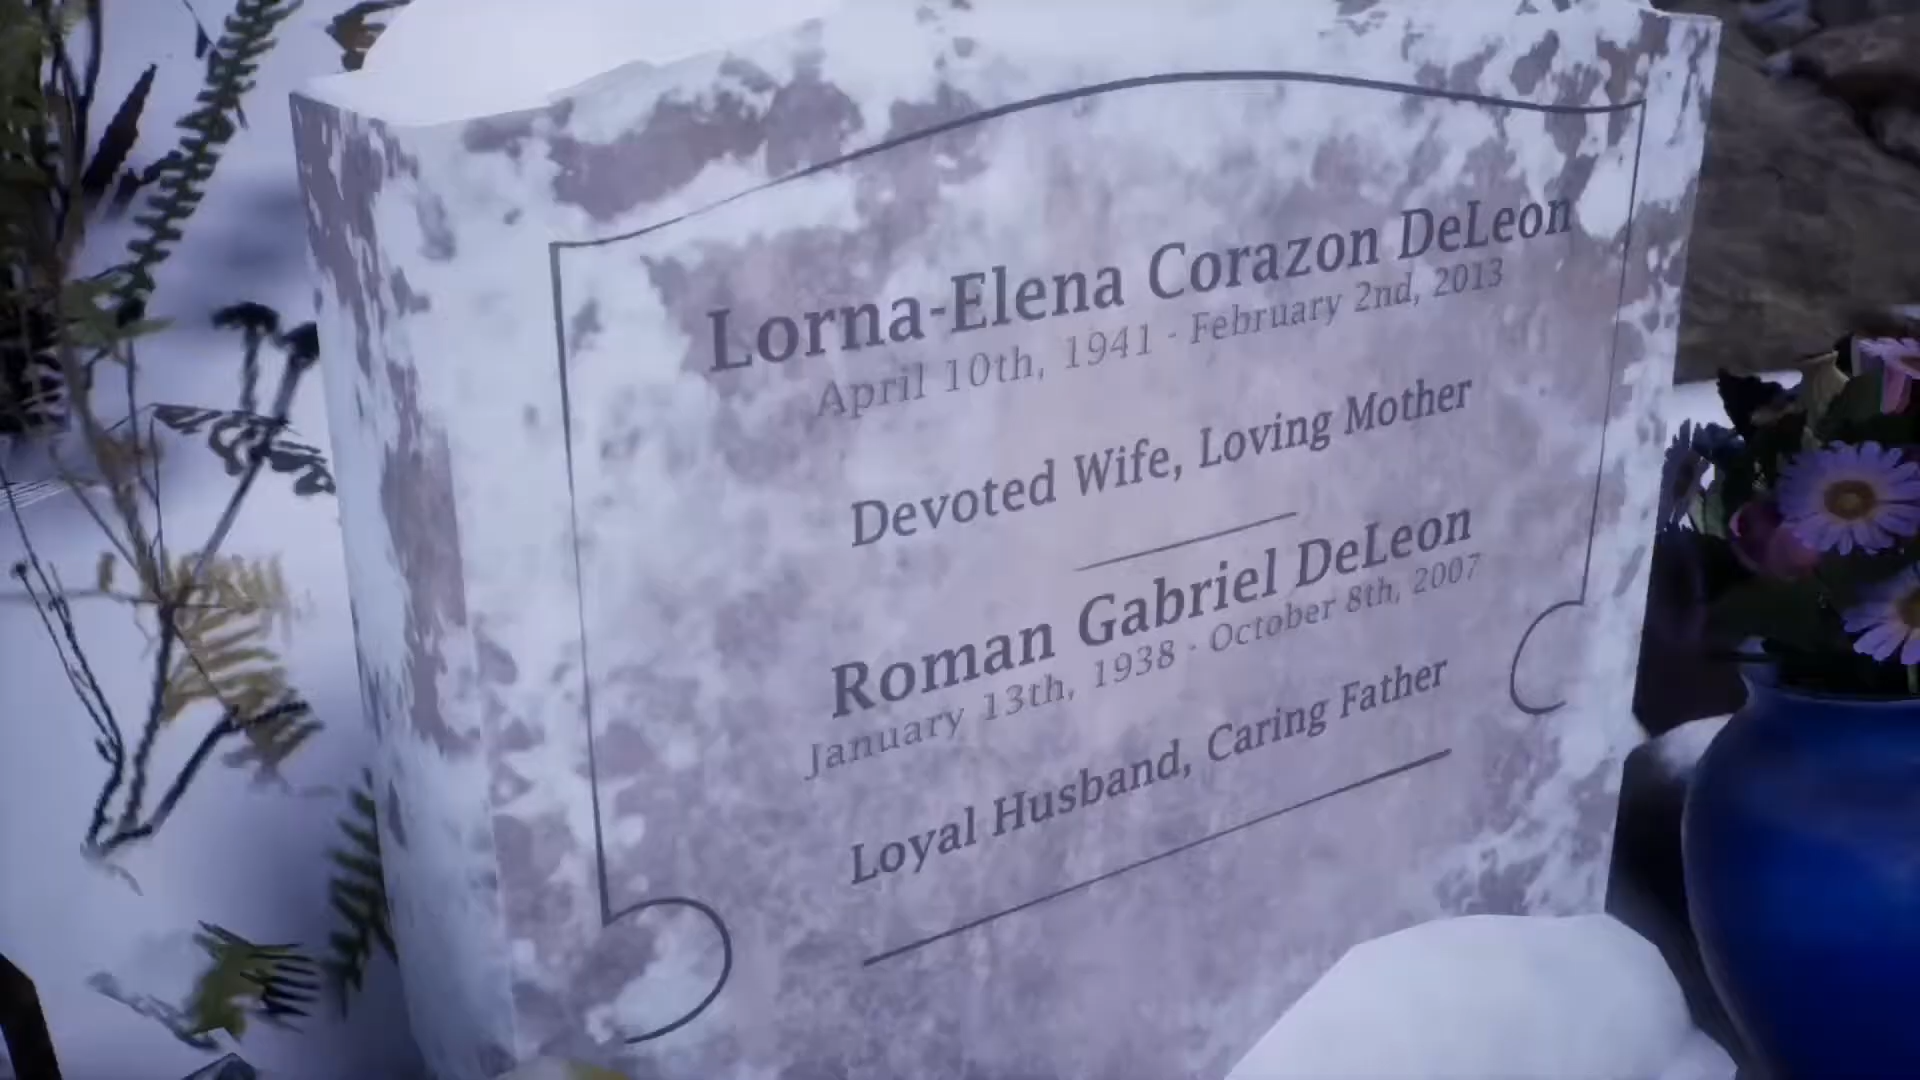 Lorna-Elena Corazon DeLeon
April 10th, 1941 - February 2nd, 2013
Devoted Wife, Loving Mother
Roman Gabriel DeLeon
January 13th, 1938 - October 8th, 2007
Loyal Husband, Caring Father